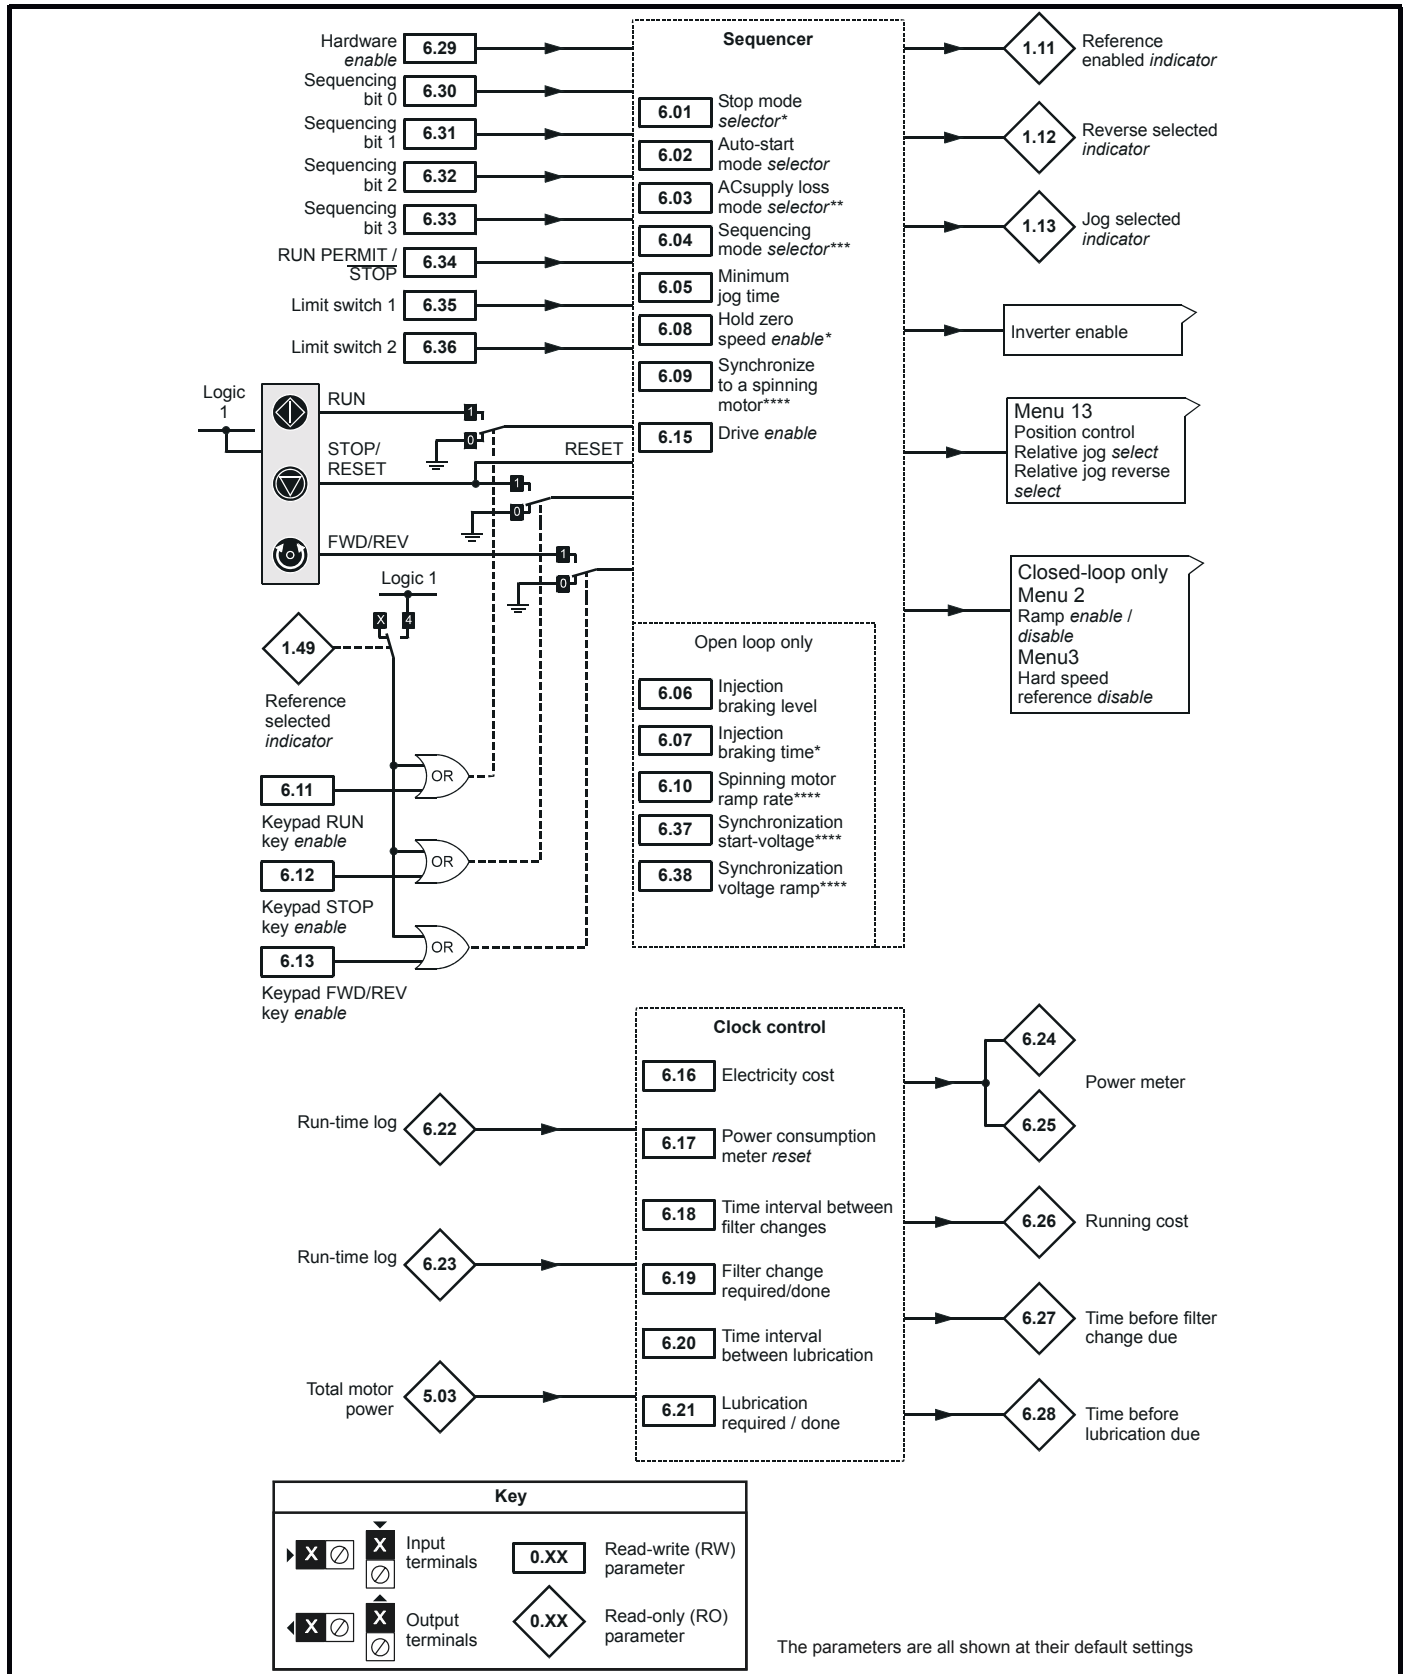 Hardware
enable
6.29
Sequencing
bit 0
6.30
Sequencing
bit 1
6.31
Sequencing
bit 2
6.32
Sequencing
bit 3
6.33
RUN PERMIT /
STOP
6.34
Limit switch 1
6.35
Limit switch 2
6.36
Sequencer
6.01
Stop mode
selector*
6.02
Auto-start
mode selector
6.03
ACsupply loss
mode selector**
6.04
Sequencing
mode selector***
6.05
Minimum
jog time
6.08
Hold zero
speed enable*
6.09
Synchronize
to a spinning
motor****
6.15
Drive enable
1.11
Reference
enabled indicator
1.12
Reverse selected
indicator
1.13
Jog selected
indicator
Inverter enable
Menu 13
Position control
Relative jog select
Relative jog reverse
select
Closed-loop only
Menu 2
Ramp enable /
disable
Menu3
Hard speed
reference disable
Logic
1
RUN
1
0
STOP/
RESET
RESET
1
0
FWD/REV
1
0
Logic 1
X
4
1.49
Reference
selected
indicator
OR
6.11
Keypad RUN
key enable
OR
6.12
Keypad STOP
key enable
OR
6.13
Keypad FWD/REV
key enable
Open loop only
6.06
Injection
braking level
6.07
Injection
braking time*
6.10
Spinning motor
ramp rate****
6.37
Synchronization
start-voltage****
6.38
Synchronization
voltage ramp****
Clock control
6.16
Electricity cost
6.17
Power consumption
meter reset
6.18
Time interval between
filter changes
6.19
Filter change
required/done
6.20
Time interval
between lubrication
6.21
Lubrication
required / done
Run-time log
6.22
Run-time log
6.23
Total motor
power
5.03
6.24
Power meter
6.25
6.26
Running cost
6.27
Time before filter
change due
6.28
Time before
lubrication due
Key
X
X
Input
terminals
0.XX
Read-write (RW)
parameter
X
X
Output
terminals
0.XX
Read-only (RO)
parameter
The parameters are all shown at their default settings